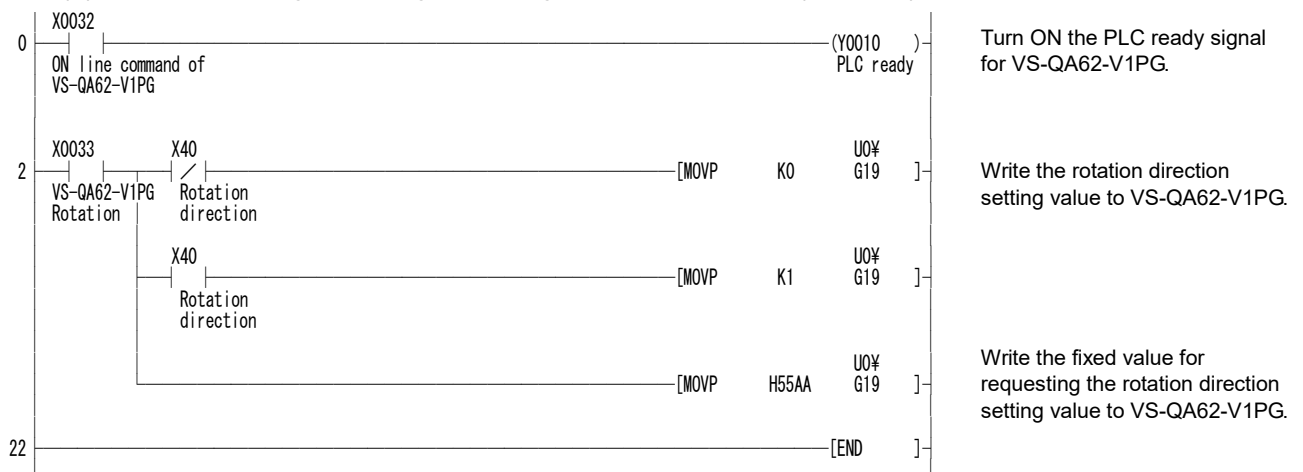 X0032
0 (Y0010 ) Turn ON the PLC ready signal
ON line command of PLC ready for VS-QA62-V1PG.
VS-QA62-V1PG
X0033 X40 U0¥
2 [MOVP K0 G19 ] Write the rotation direction
VS-QA62-V1PG Rotation setting value to VS-QA62-V1PG.
Rotation direction
X40 U0¥
[MOVP K1 G19 ]
Rotation
direction
Write the fixed value for
U0¥
[MOVP H55AA G19 ] requesting the rotation direction
setting value to VS-QA62-V1PG.
22 [END ]